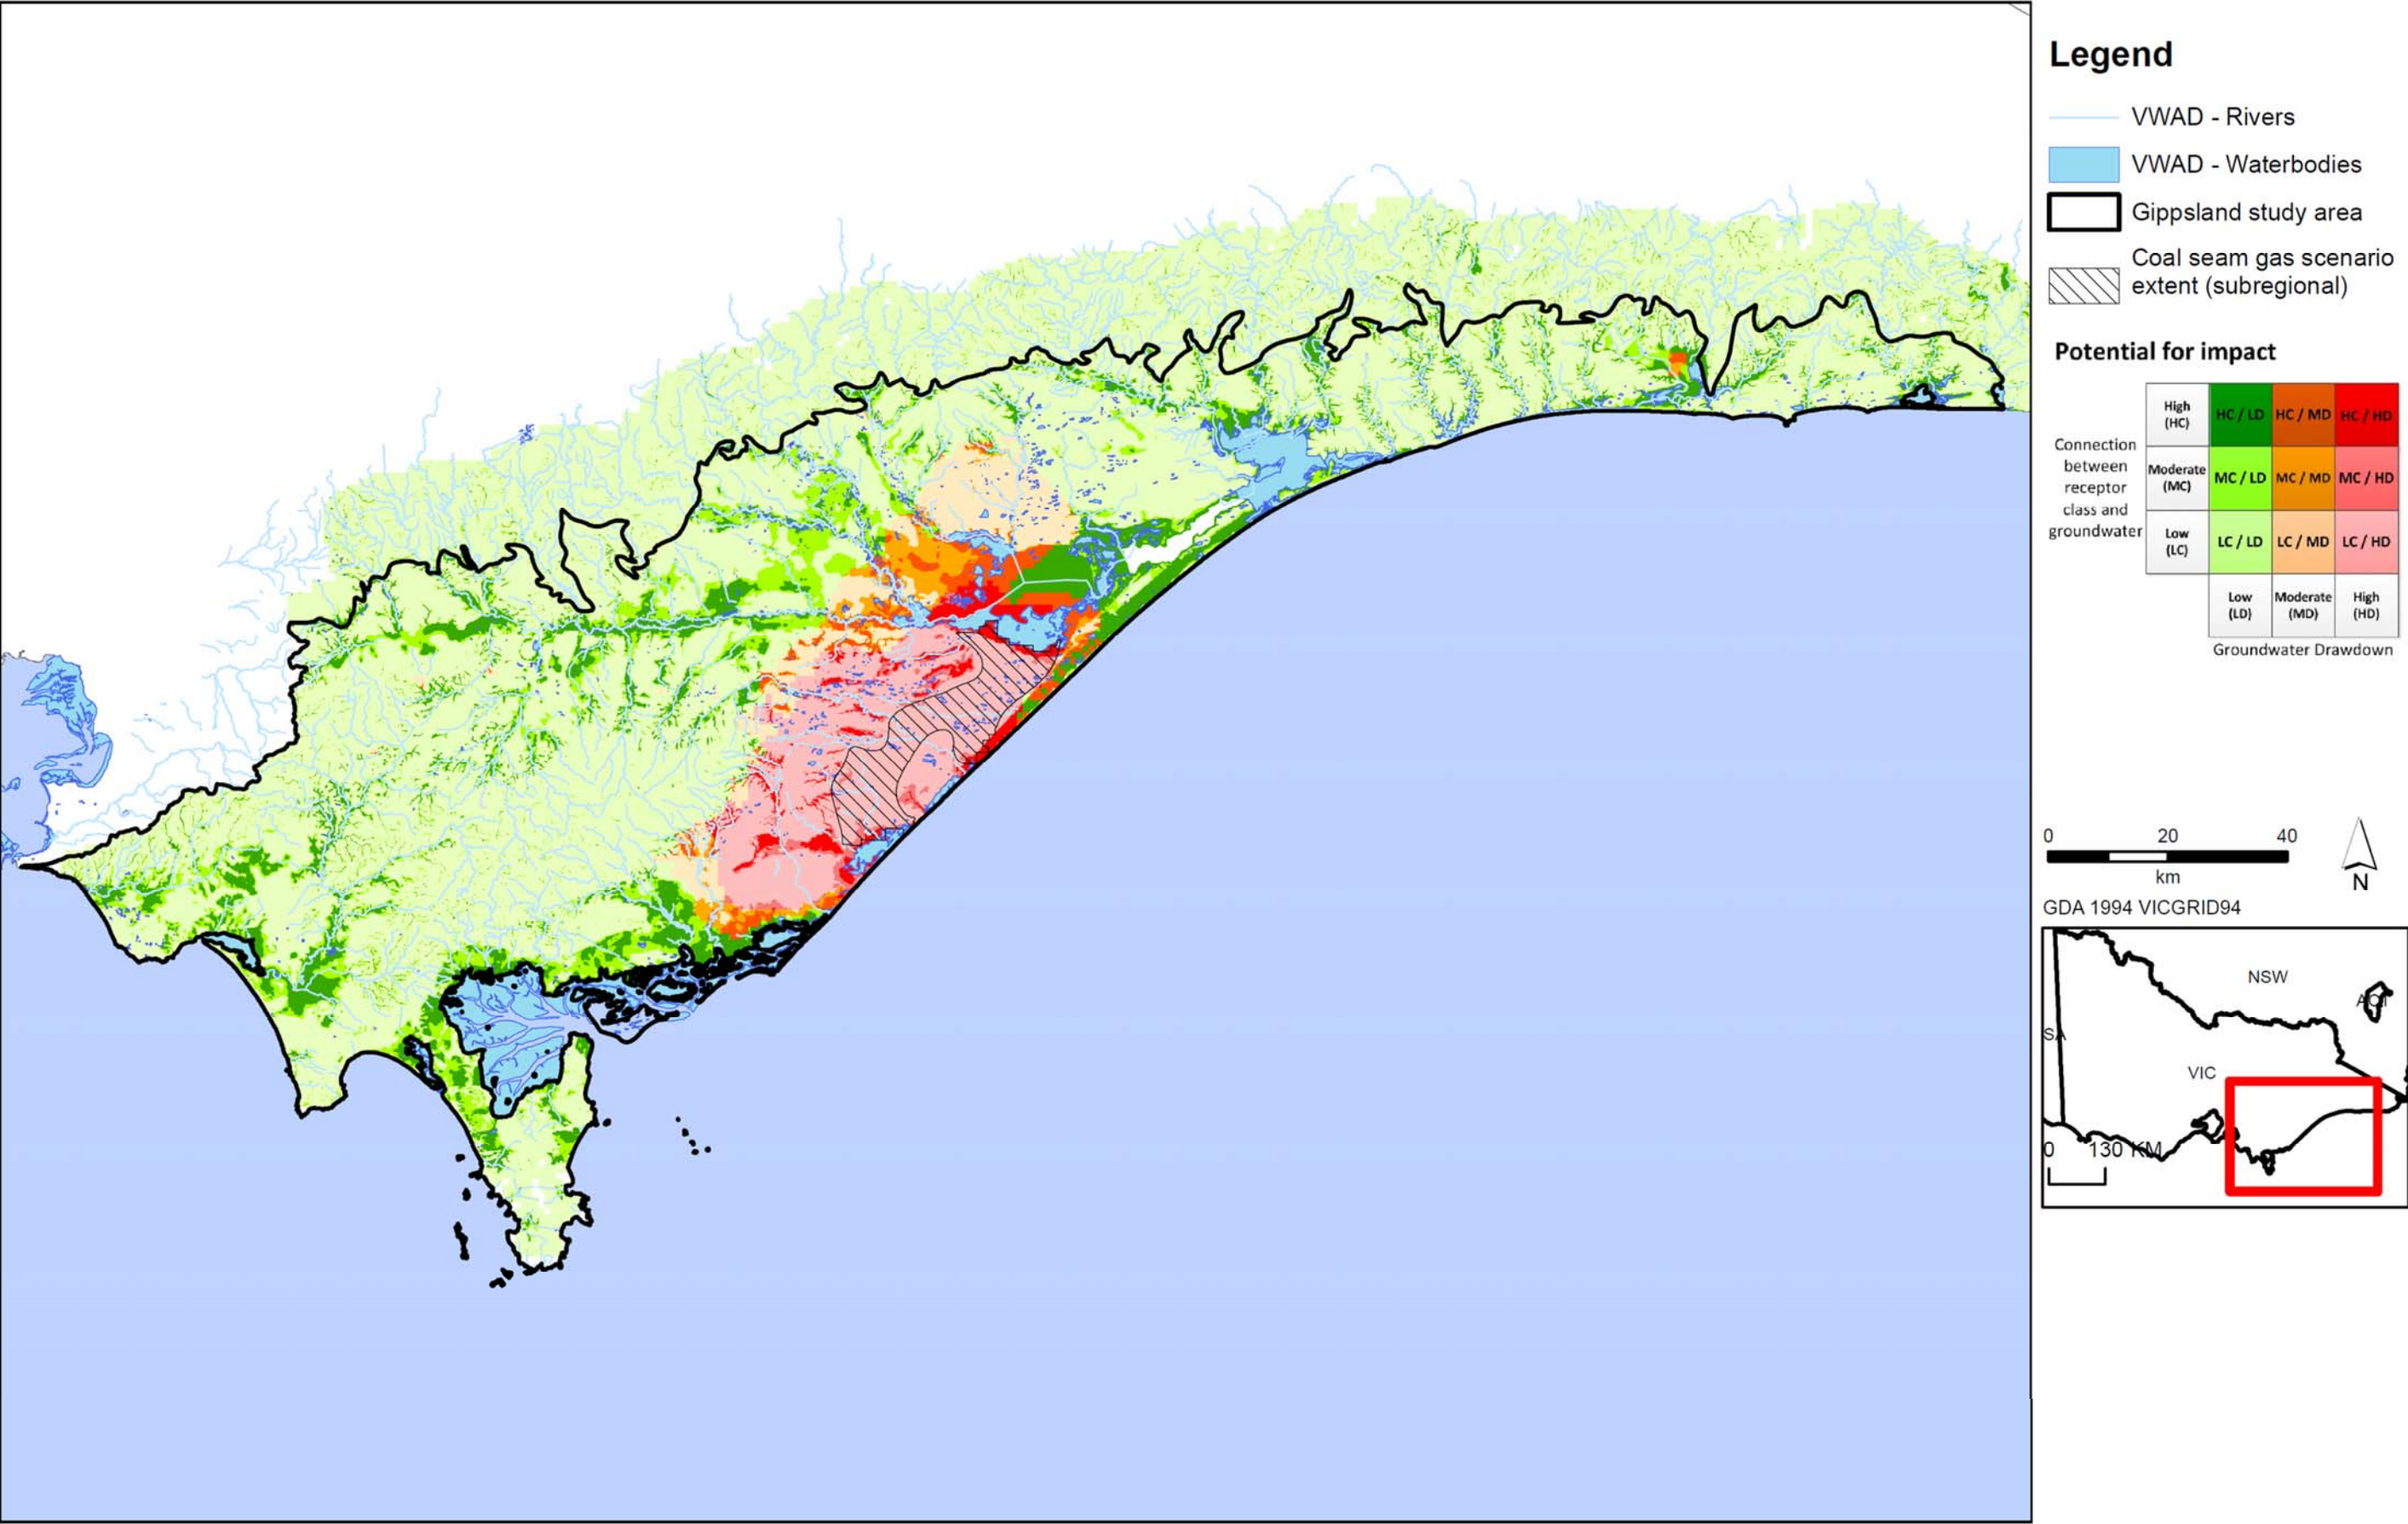 Legend
VWAD - Rivers
VWAD - Waterbodies
Gippsland study area
Coal seam gas scenario
extent (subregional)
Potential for impact
Connection
between
receptor
class and
groundwater
High
(HC)
HC / LD
HC / MD
HC / HD
Moderate
(MC)
MC / LD
MC / MD
MC / HD
Low
(LC)
LC / LD
LC / MD
LC / HD
Low
(LD)
Moderate
(MD)
High
(HD)
Groundwater Drawdown
0 20 40
km
N
GDA 1994 VICGRID94
NSW
ACT
SA
VIC
0 130 KM